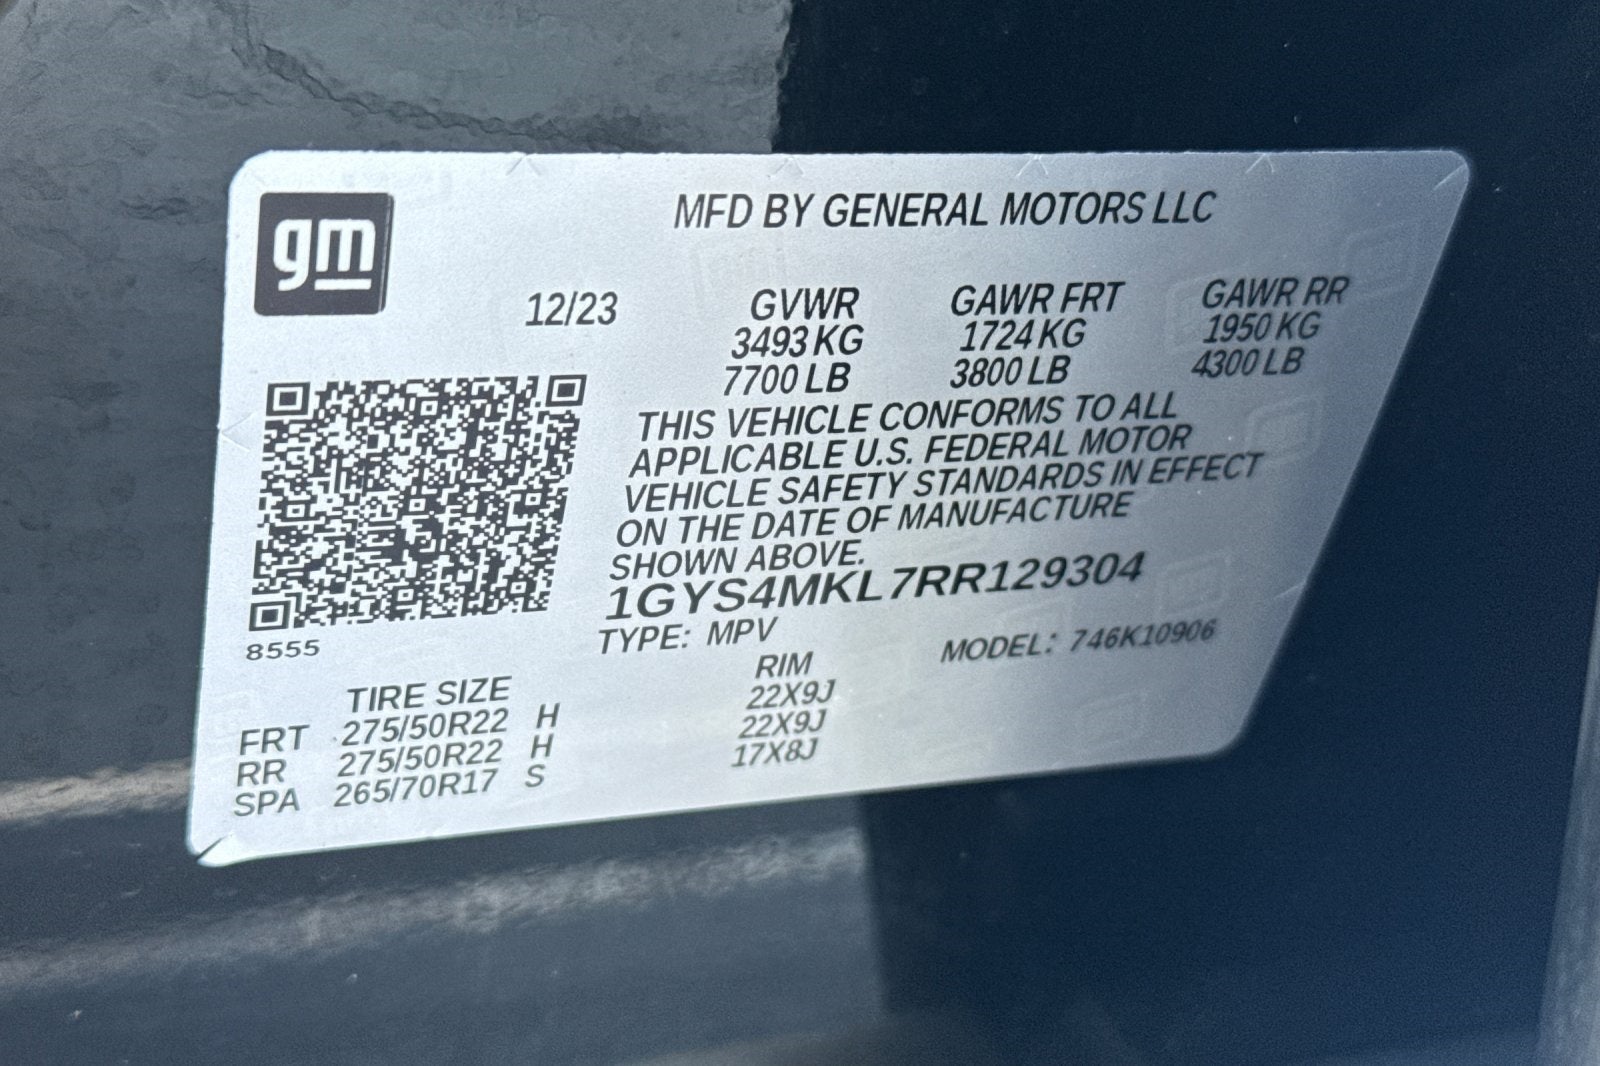 gm
MFD BY GENERAL MOTORS LLC
12/23 GVWR GAWR FRT GAWR RR
3493 KG 1724 KG 1950 KG
7700 LB 3800 LB 4300 LB
THIS VEHICLE CONFORMS TO ALL
APPLICABLE U.S. FEDERAL MOTOR
VEHICLE SAFETY STANDARDS IN EFFECT
ON THE DATE OF MANUFACTURE
SHOWN ABOVE.
1GYS4MKL7RR129304
8555
TYPE: MPV MODEL: 746K10906
TIRE SIZE RIM
FRT 275/50R22 H 22X9J
RR 275/50R22 H 22X9J
SPA 265/70R17 S 17X8J